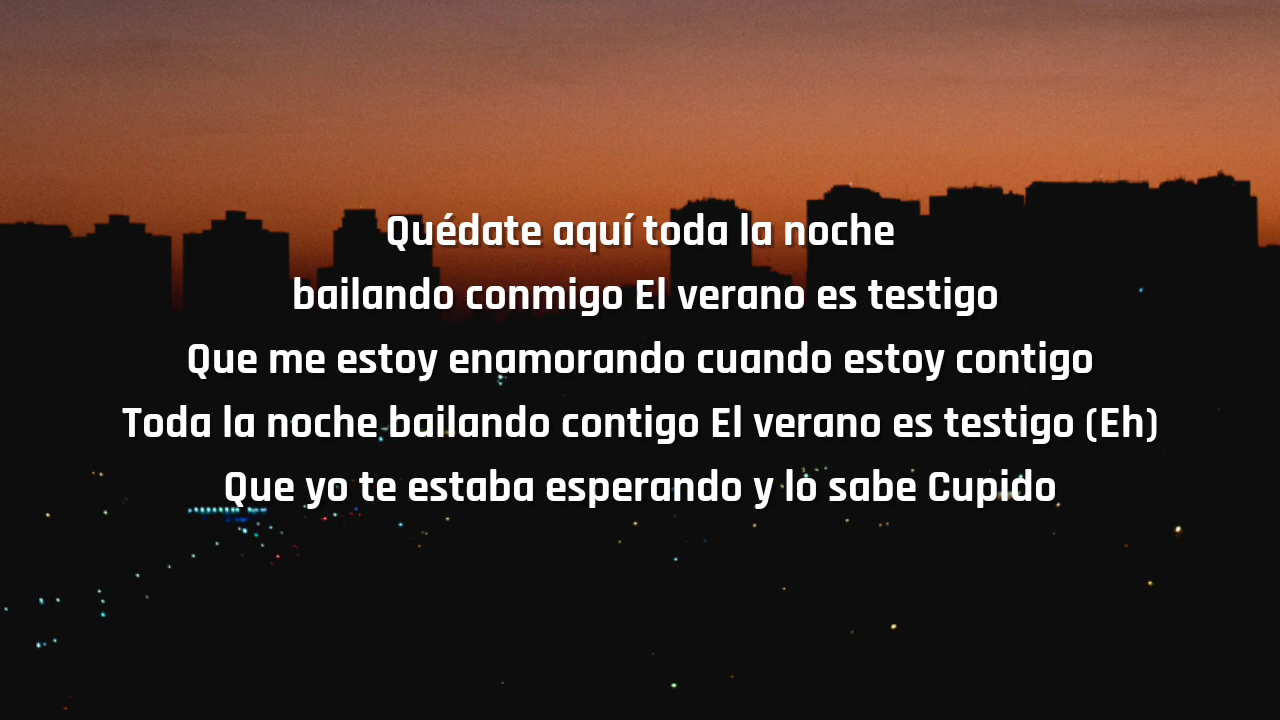 Quédate aquí toda la noche
bailando conmigo El verano es testigo
Que me estoy enamorando cuando estoy contigo
Toda la noche bailando contigo El verano es testigo (Eh)
Que yo te estaba esperando y lo sabe Cupido